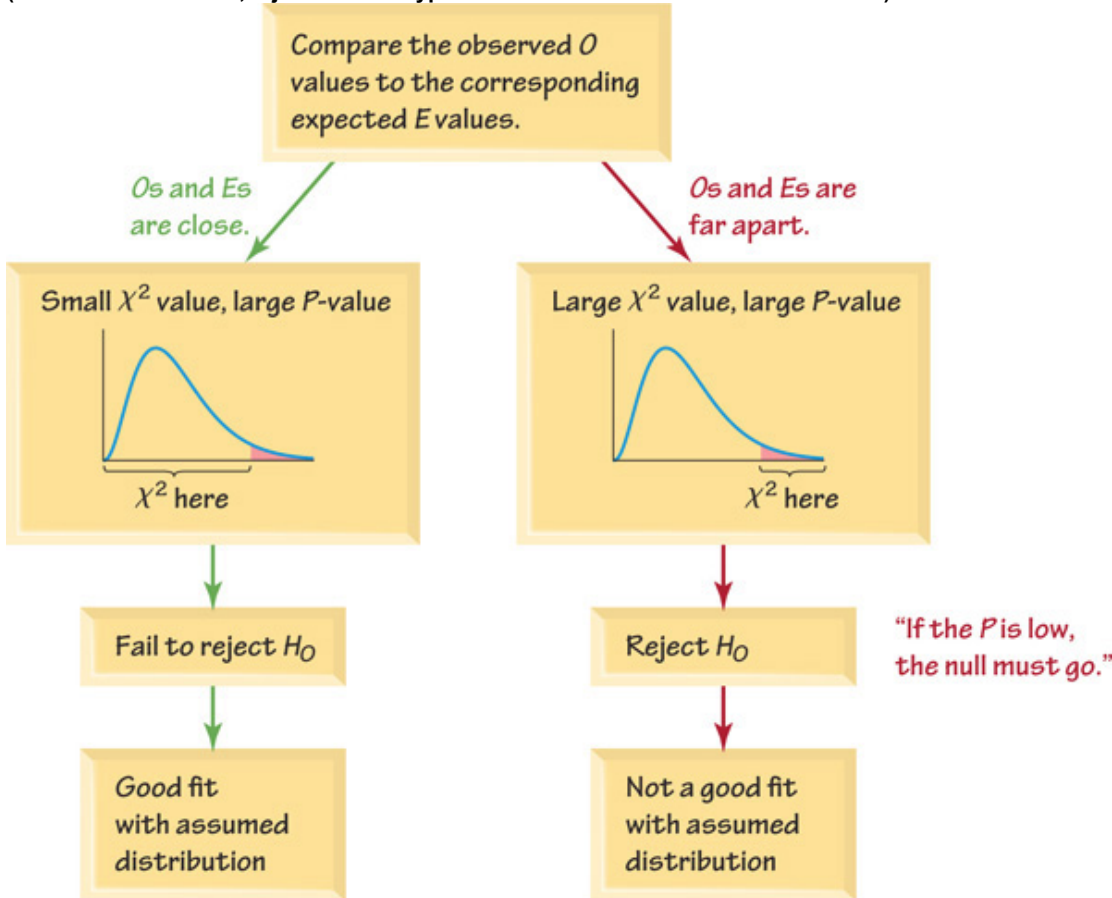 Compare the observed O
values to the corresponding
expected E values.
Os and Es
are close.
Os and Es are
far apart.
Small χ² value, large P-value
χ² here
Large χ² value, large P-value
χ² here
Fail to reject H₀
Reject H₀
“If the P is low,
the null must go.”
Good fit
with assumed
distribution
Not a good fit
with assumed
distribution